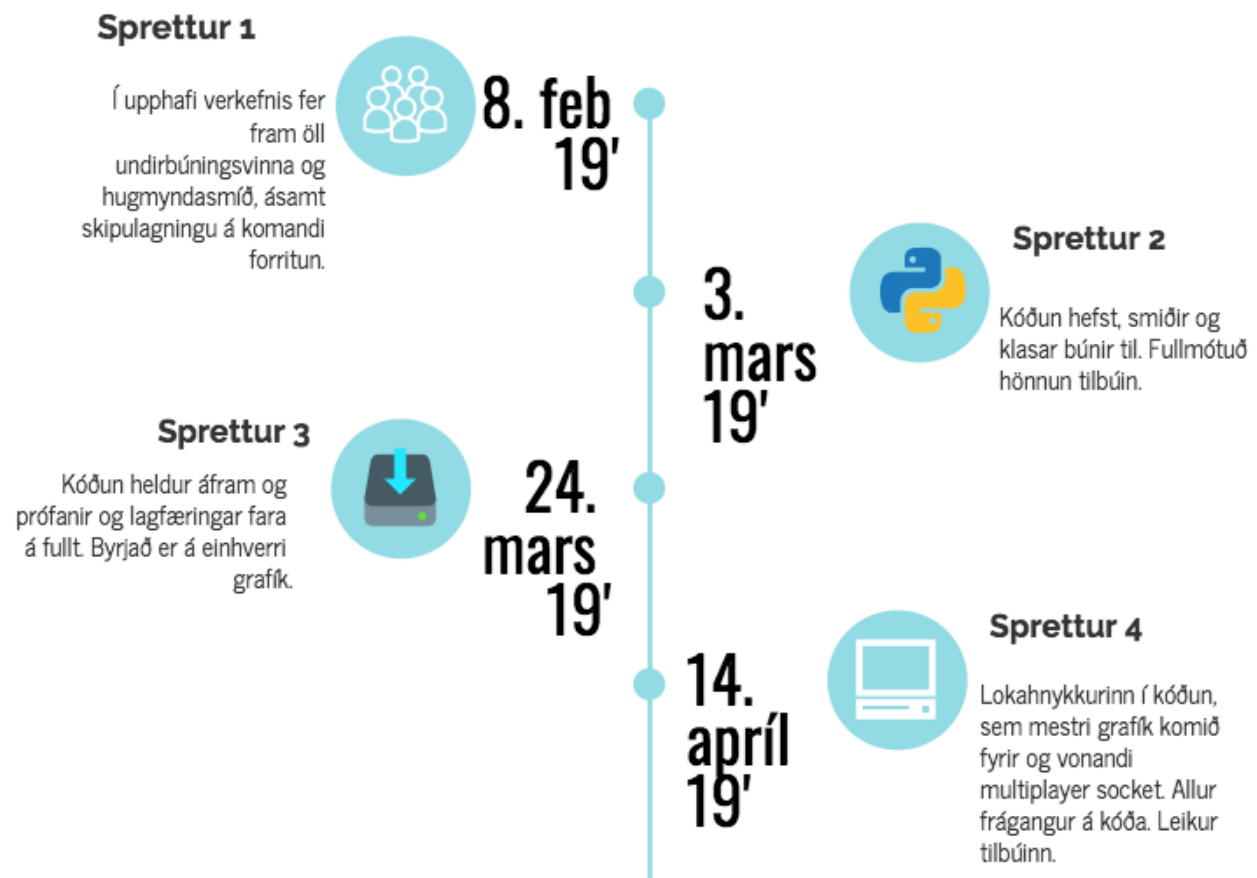 Sprettur 1
Í upphafi verkefnis fer
fram öll
undirbúningsvinna og
hugmyndasmíð, ásamt
skipulagningu á komandi
forritun.
8. feb
19'
Sprettur 2
3.
mars
19'
Kóðun hefst, smiðir og
klasar búnir til. Fullmótuð
hönnun tilbúin.
Sprettur 3
Kóðun heldur áfram og
prófanir og lagfæringar fara
á fullt. Byrjað er á einhverri
grafík.
24.
mars
19'
Sprettur 4
14.
apríl
19'
Lokahnykkurinn í kóðun,
sem mestri grafík komið
fyrir og vonandi
multiplayer socket. Allur
frágangur á kóða. Leikur
tilbúinn.